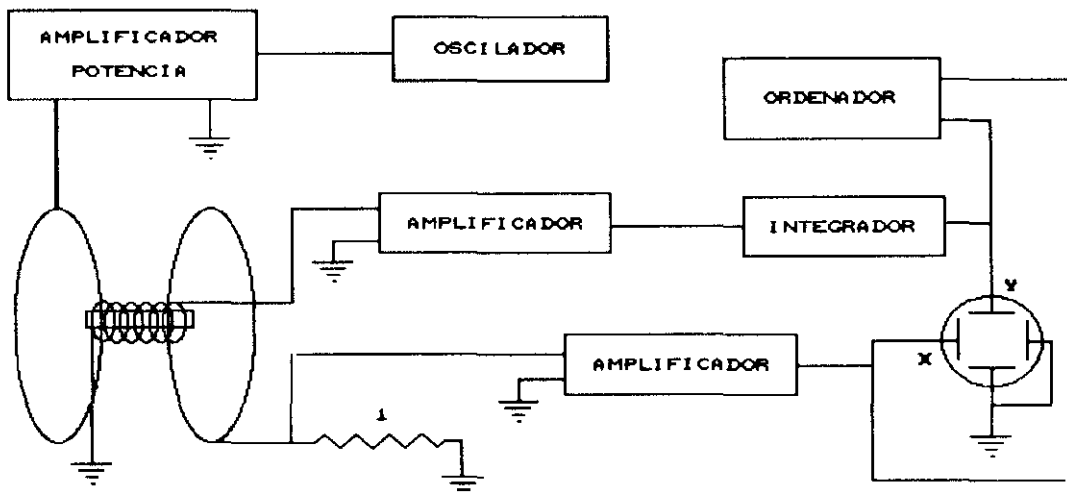 AMPLIFICADOR
POTENCIA
OSCILADOR
ORDENADOR
AMPLIFICADOR
INTEGRADOR
Y
X
AMPLIFICADOR
1